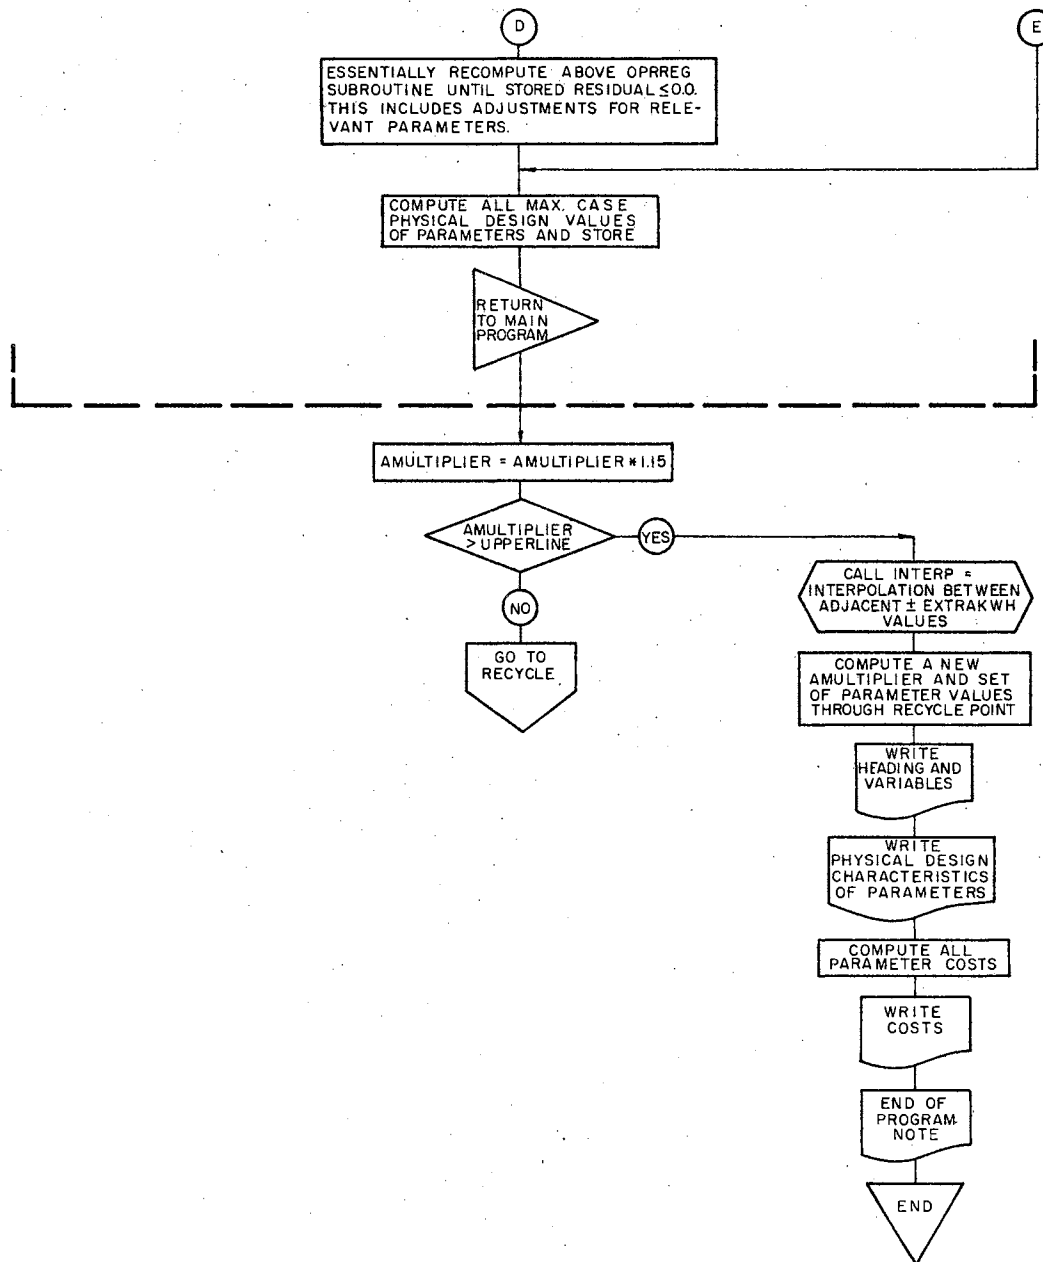 D
E
ESSENTIALLY RECOMPUTE ABOVE OPRREG
SUBROUTINE UNTIL STORED RESIDUAL ≤0.0.
THIS INCLUDES ADJUSTMENTS FOR RELE-
VANT PARAMETERS.
COMPUTE ALL MAX. CASE
PHYSICAL DESIGN VALUES
OF PARAMETERS AND STORE
RETURN
TO MAIN
PROGRAM
AMULTIPLIER = AMULTIPLIER * 1.15
AMULTIPLIER
> UPPERLINE
YES
NO
GO TO
RECYCLE
CALL INTERP =
INTERPOLATION BETWEEN
ADJACENT ± EXTRAKWH
VALUES
COMPUTE A NEW
AMULTIPLIER AND SET
OF PARAMETER VALUES
THROUGH RECYCLE POINT
WRITE
HEADING AND
VARIABLES
WRITE
PHYSICAL DESIGN
CHARACTERISTICS
OF PARAMETERS
COMPUTE ALL
PARAMETER COSTS
WRITE
COSTS
END OF
PROGRAM
NOTE
END